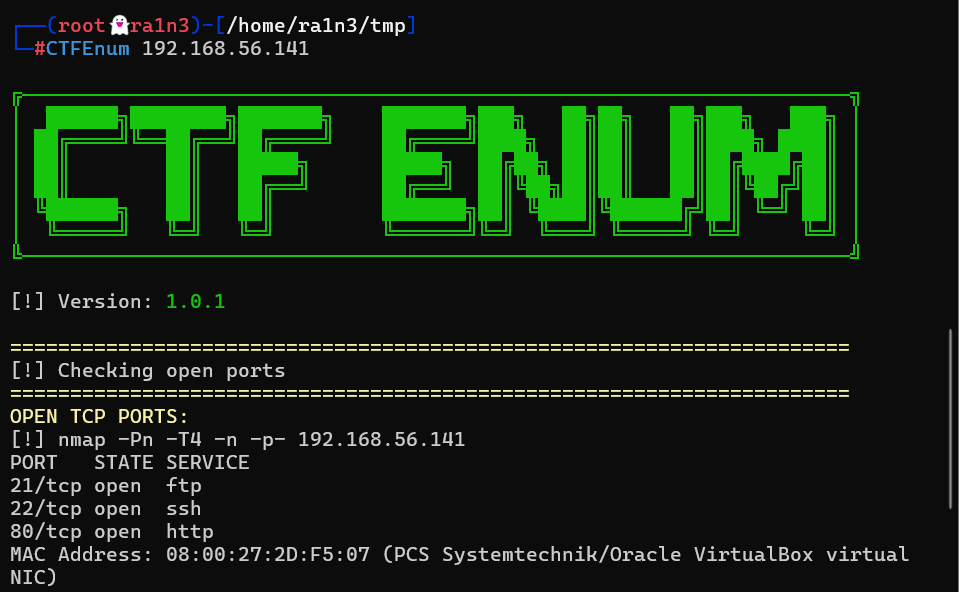 ┌──(root👻ra1n3)-[/home/ra1n3/tmp]
└─#CTFEnum 192.168.56.141
CTF ENUM
[!] Version: 1.0.1
======================================================================
[!] Checking open ports
======================================================================
OPEN TCP PORTS:
[!] nmap -Pn -T4 -n -p- 192.168.56.141
PORT   STATE SERVICE
21/tcp open  ftp
22/tcp open  ssh
80/tcp open  http
MAC Address: 08:00:27:2D:F5:07 (PCS Systemtechnik/Oracle VirtualBox virtual
NIC)